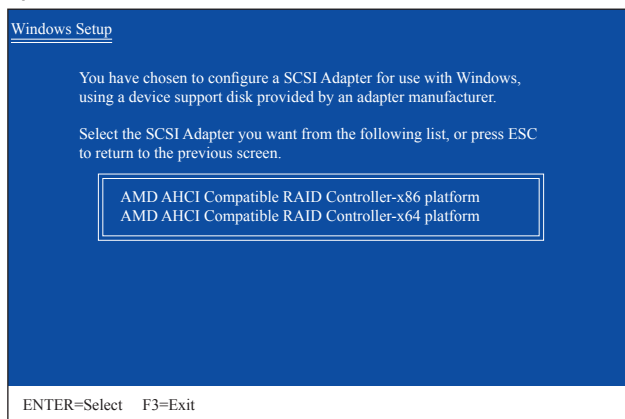 Windows Setup
You have chosen to configure a SCSI Adapter for use with Windows,
using a device support disk provided by an adapter manufacturer.
Select the SCSI Adapter you want from the following list, or press ESC
to return to the previous screen.
AMD AHCI Compatible RAID Controller-x86 platform
AMD AHCI Compatible RAID Controller-x64 platform
ENTER=Select F3=Exit